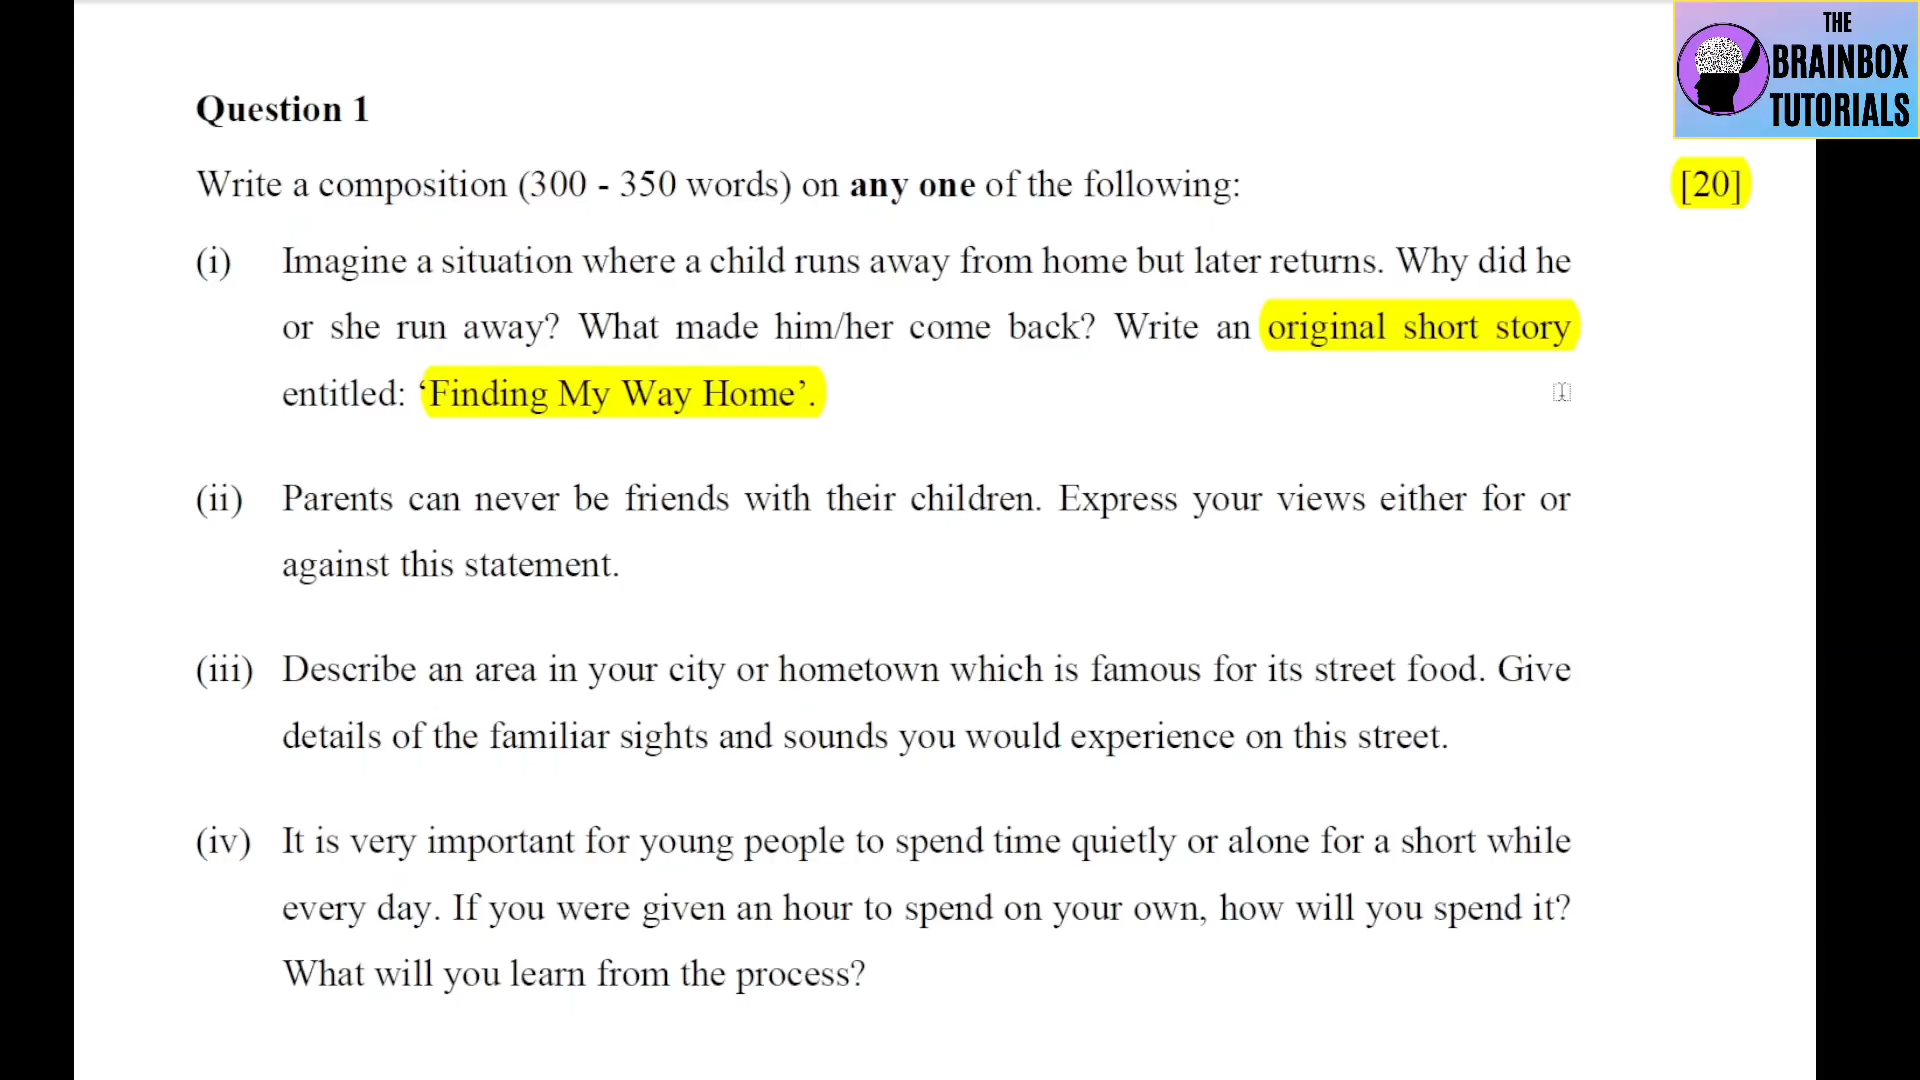 THE
BRAINBOX
TUTORIALS
Question 1
Write a composition (300 - 350 words) on any one of the following: [20]
(i) Imagine a situation where a child runs away from home but later returns. Why did he
or she run away? What made him/her come back? Write an original short story
entitled: ‘Finding My Way Home’.
(ii) Parents can never be friends with their children. Express your views either for or
against this statement.
(iii) Describe an area in your city or hometown which is famous for its street food. Give
details of the familiar sights and sounds you would experience on this street.
(iv) It is very important for young people to spend time quietly or alone for a short while
every day. If you were given an hour to spend on your own, how will you spend it?
What will you learn from the process?